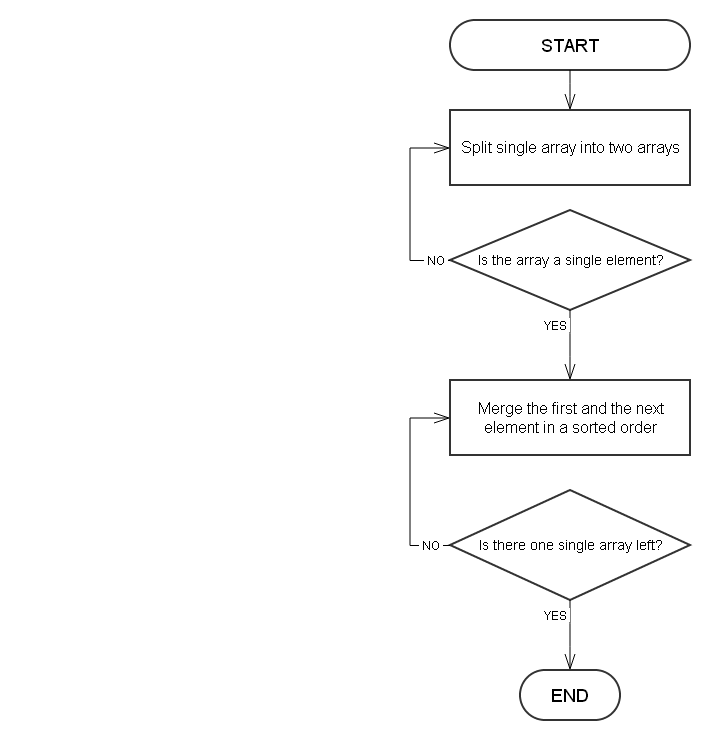 START
Split single array into two arrays
Is the array a single element?
NO
YES
Merge the first and the next
element in a sorted order
Is there one single array left?
NO
YES
END